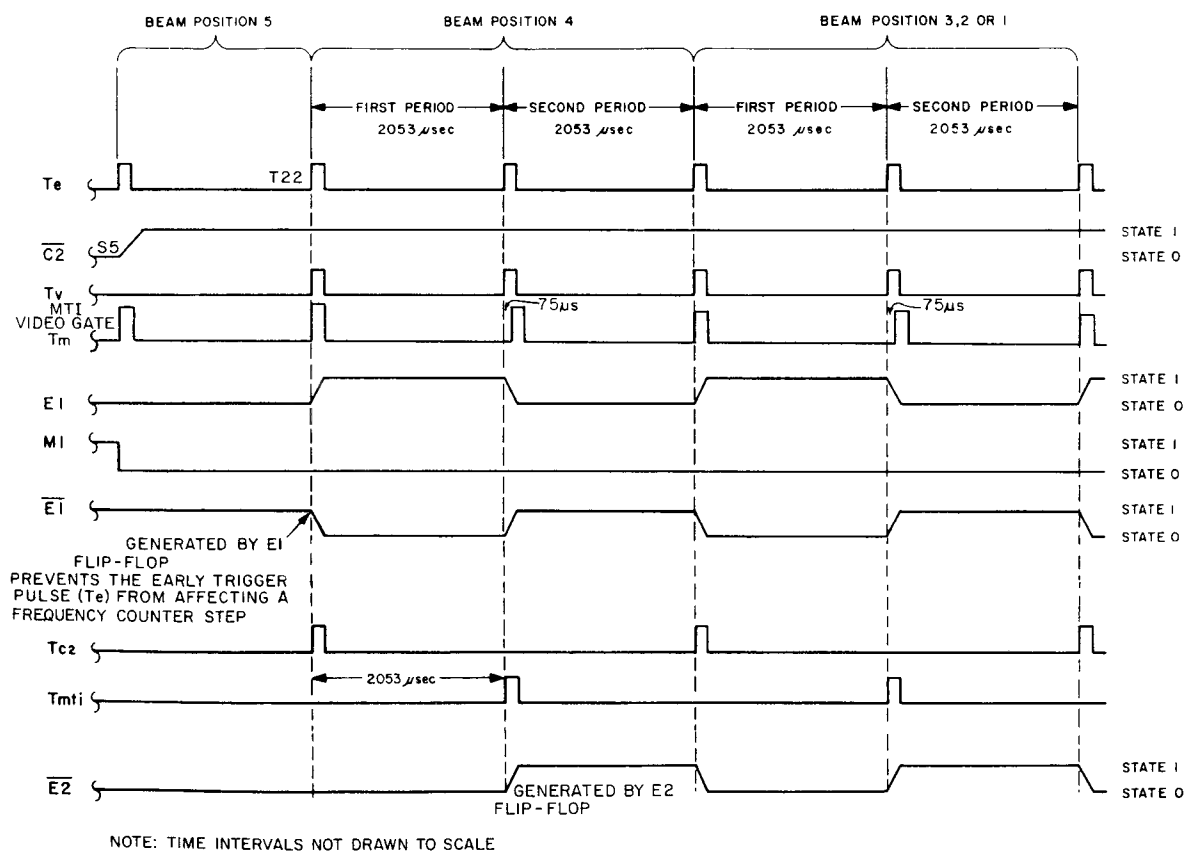 BEAM POSITION 5
BEAM POSITION 4
BEAM POSITION 3,2 OR 1
FIRST PERIOD
2053 µsec
SECOND PERIOD
2053 µsec
FIRST PERIOD
2053 µsec
SECOND PERIOD
2053 µsec
Te
T22
C2
S5
STATE 1
STATE 0
Tv
MTI
VIDEO GATE
Tm
75µs
75µs
E1
STATE 1
STATE 0
M1
STATE 1
STATE 0
E1
STATE 1
STATE 0
GENERATED BY E1
FLIP-FLOP
PREVENTS THE EARLY TRIGGER
PULSE (Te) FROM AFFECTING A
FREQUENCY COUNTER STEP
Tc2
2053 µsec
Tmti
E2
STATE 1
STATE 0
GENERATED BY E2
FLIP-FLOP
NOTE: TIME INTERVALS NOT DRAWN TO SCALE